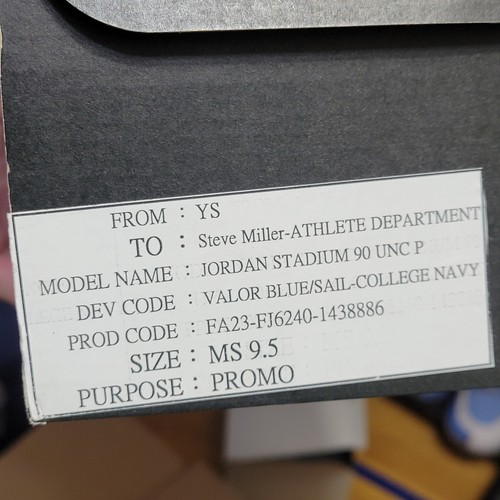 FROM : YS
TO : Steve Miller-ATHLETE DEPARTMENT
MODEL NAME : JORDAN STADIUM 90 UNC P
DEV CODE : VALOR BLUE/SAIL-COLLEGE NAVY
PROD CODE : FA23-FJ6240-1438886
SIZE : MS 9.5
PURPOSE : PROMO